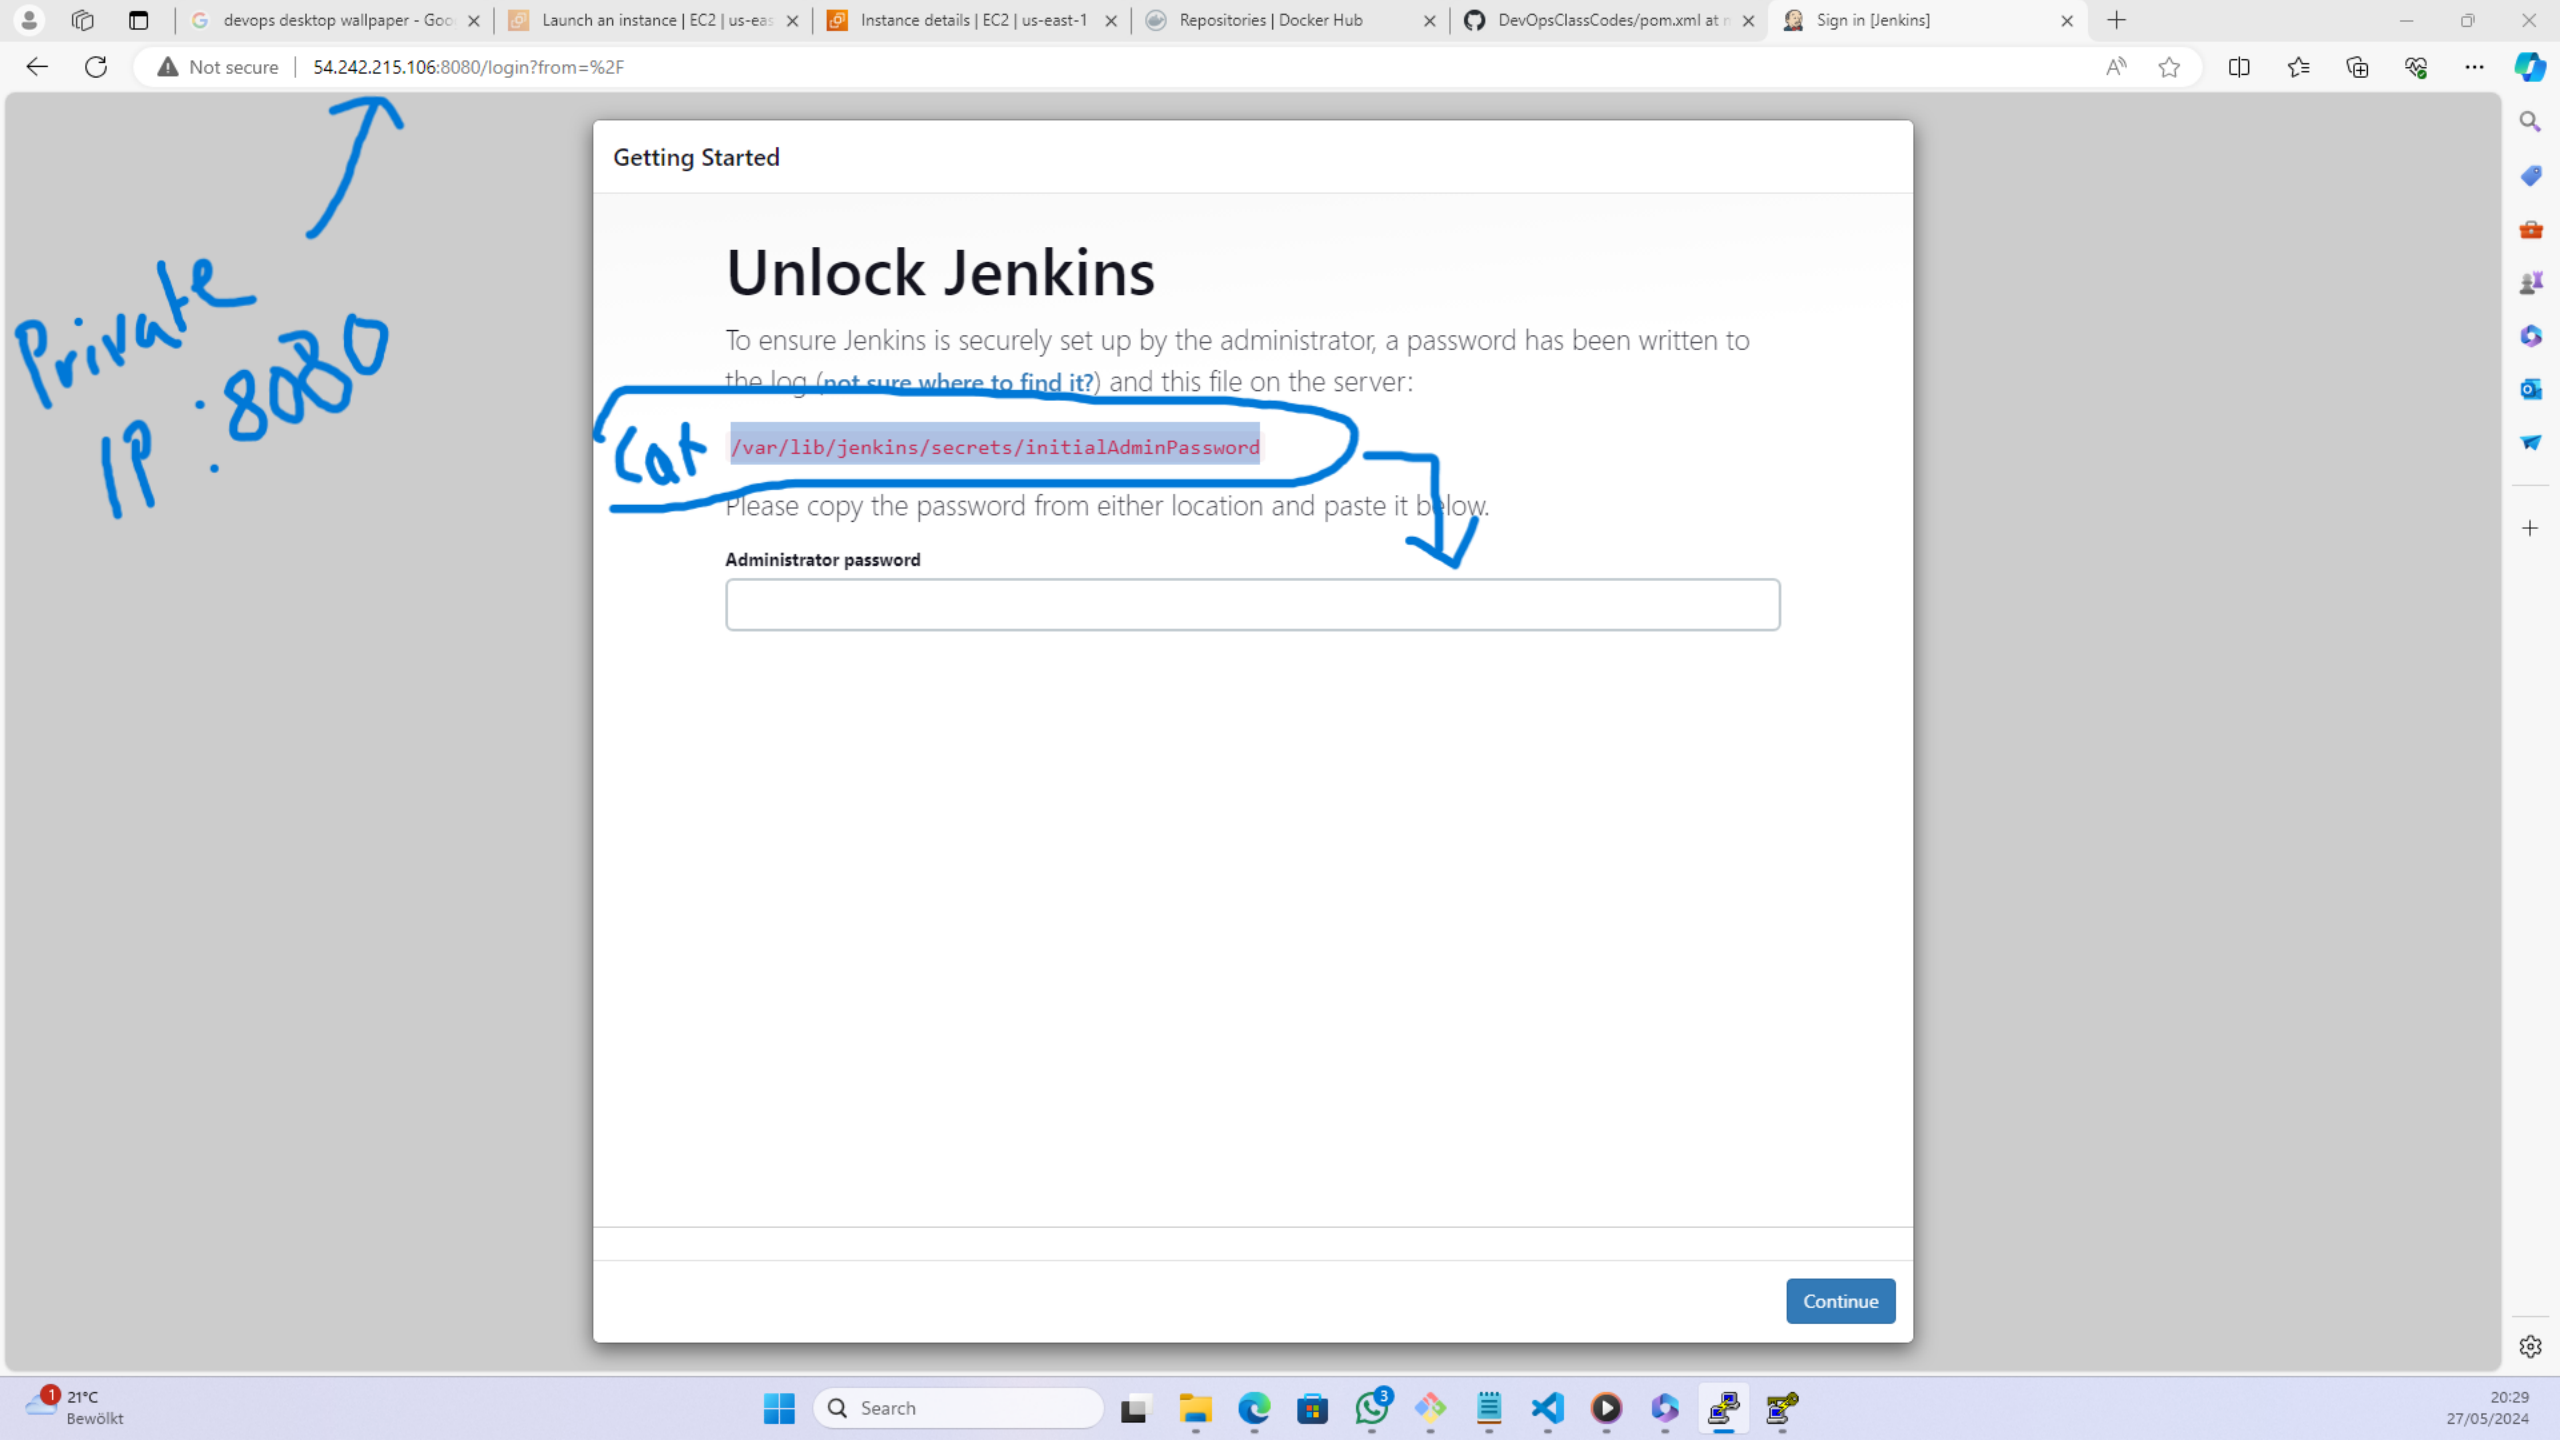 devops desktop wallpaper - Goo
Launch an instance | EC2 | us-eas
Instance details | EC2 | us-east-1
Repositories | Docker Hub
DevOpsClassCodes/pom.xml at m
Sign in [Jenkins]
Not secure
54.242.215.106:8080/login?from=%2F
Getting Started
Unlock Jenkins
To ensure Jenkins is securely set up by the administrator, a password has been written to
the log (not sure where to find it?) and this file on the server:
Private
IP :8080
Cat /var/lib/jenkins/secrets/initialAdminPassword
Please copy the password from either location and paste it below.
Administrator password
Continue
1
21°C
Bewölkt
Search
3
20:29
27/05/2024